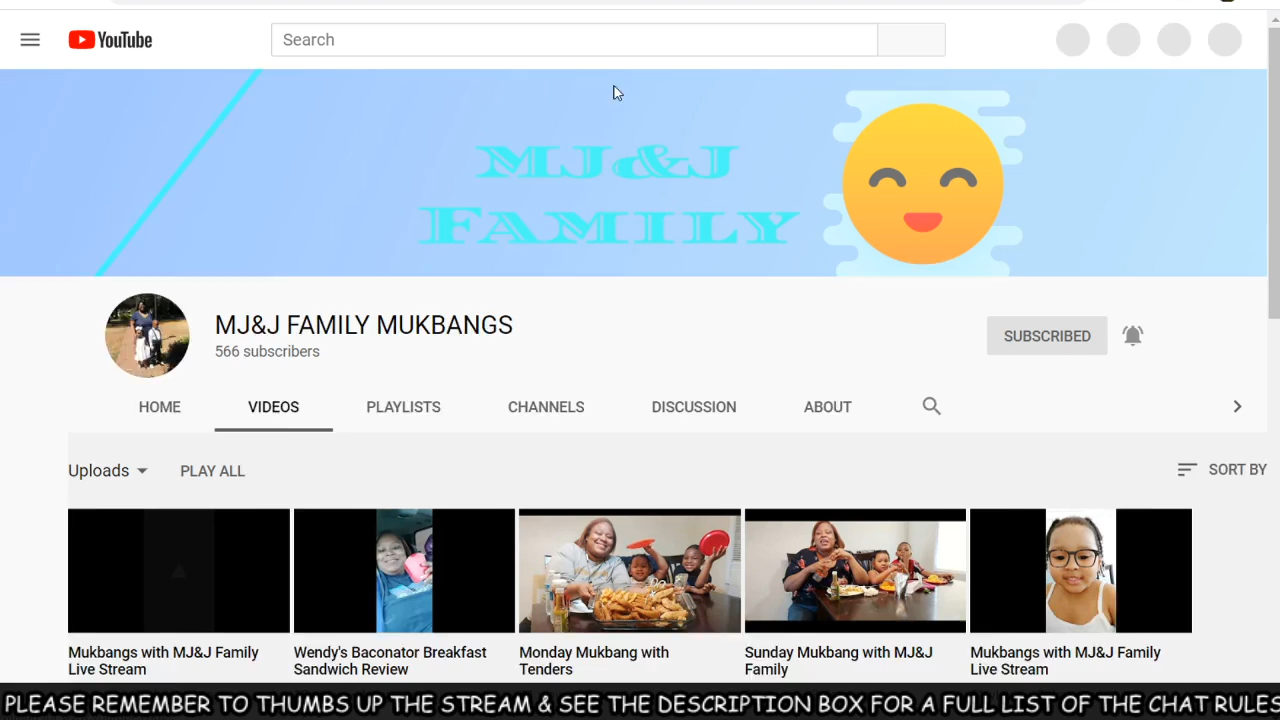 YouTube
Search
MJ&J
FAMILY
MJ&J FAMILY MUKBANGS
566 subscribers
SUBSCRIBED
HOME
VIDEOS
PLAYLISTS
CHANNELS
DISCUSSION
ABOUT
Uploads
PLAY ALL
SORT BY
Mukbangs with MJ&J Family
Live Stream
Wendy's Baconator Breakfast
Sandwich Review
Monday Mukbang with
Tenders
Sunday Mukbang with MJ&J
Family
Mukbangs with MJ&J Family
Live Stream
PLEASE REMEMBER TO THUMBS UP THE STREAM & SEE THE DESCRIPTION BOX FOR A FULL LIST OF THE CHAT RULES